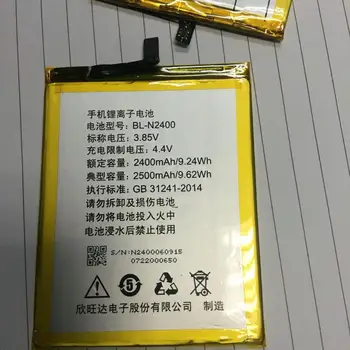 手机锂离子电池
电池型号: BL-N2400
标称电压: 3.85V
充电限制电压: 4.4V
额定容量: 2400mAh/9.24Wh
典型容量: 2500mAh/9.62Wh
执行标准: GB 31241-2014
请勿拆卸及损伤电池
请勿将电池投入火中
电池浸水后禁止使用
S/N:N2400060915
0722000650
欣旺达电子股份有限公司 制造